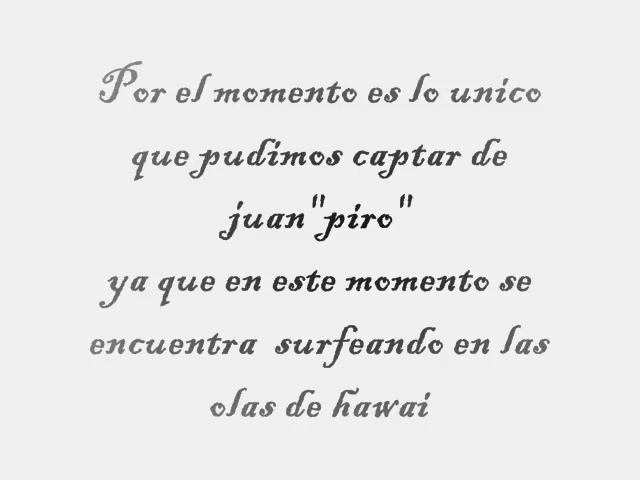 Por el momento es lo unico
que pudimos captar de
juan"piro"
ya que en este momento se
encuentra surfeando en las
olas de hawai